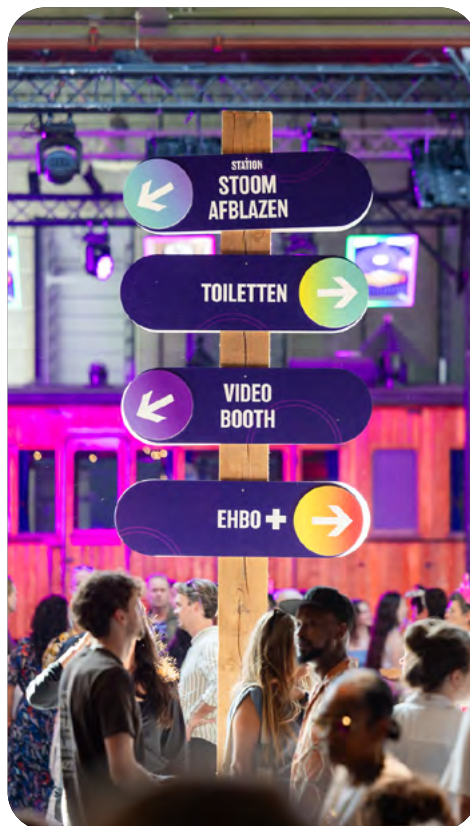 STATION
STOOM
AFBLAZEN
TOILETTEN
VIDEO
BOOTH
EHBO